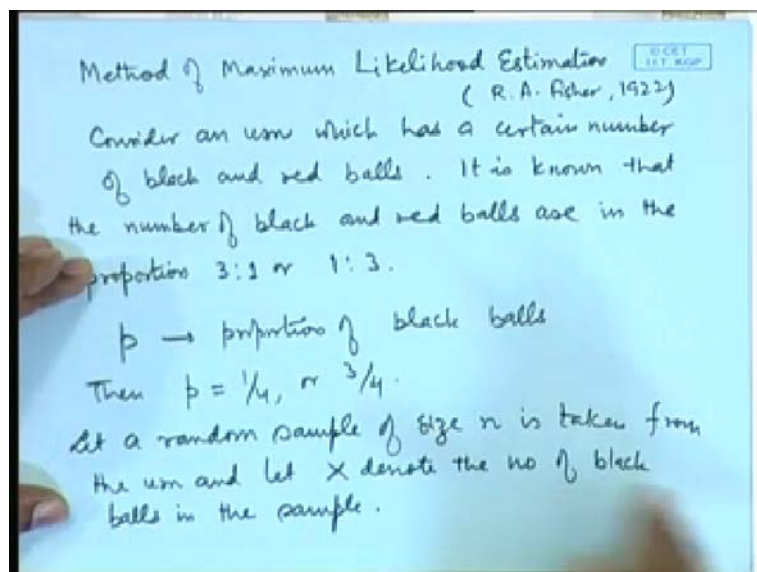 Method of Maximum Likelihood Estimation
© CET
I.I.T. KGP
( R. A. Fisher, 1922)
Consider an urn which has a certain number
of black and red balls. It is known that
the number of black and red balls are in the
proportion 3:1 or 1:3.
p → proportion of black balls
Then p = 1/4, or 3/4.
Let a random sample of size n is taken from
the urn and let X denote the no of black
balls in the sample.